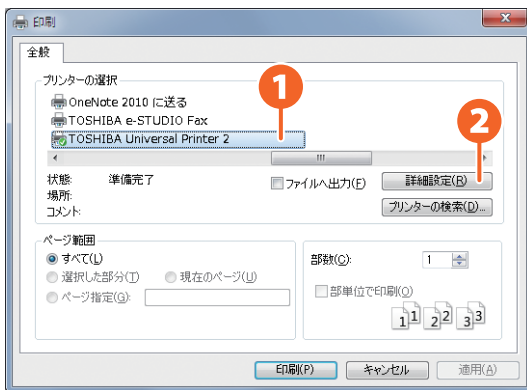 印刷
全般
プリンターの選択
1
OneNote 2010 に送る
TOSHIBA e-STUDIO Fax
TOSHIBA Universal Printer 2
2
状態: 準備完了
場所:
コメント:
ファイルへ出力(F)
詳細設定(R)
プリンターの検索(D)...
ページ範囲
すべて(L)
選択した部分(T) 現在のページ(U)
ページ指定(G):
部数(C): 1
部単位で印刷(O)
1 1 2 2 3 3
印刷(P) キャンセル 適用(A)